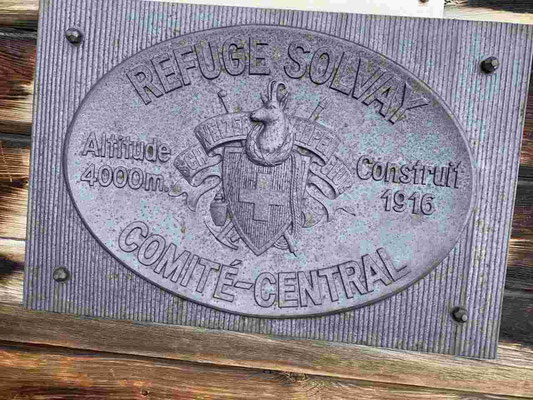 REFUGE SOLVAY
Altitude
4000m.
Construit
1916
COMITÉ-CENTRAL